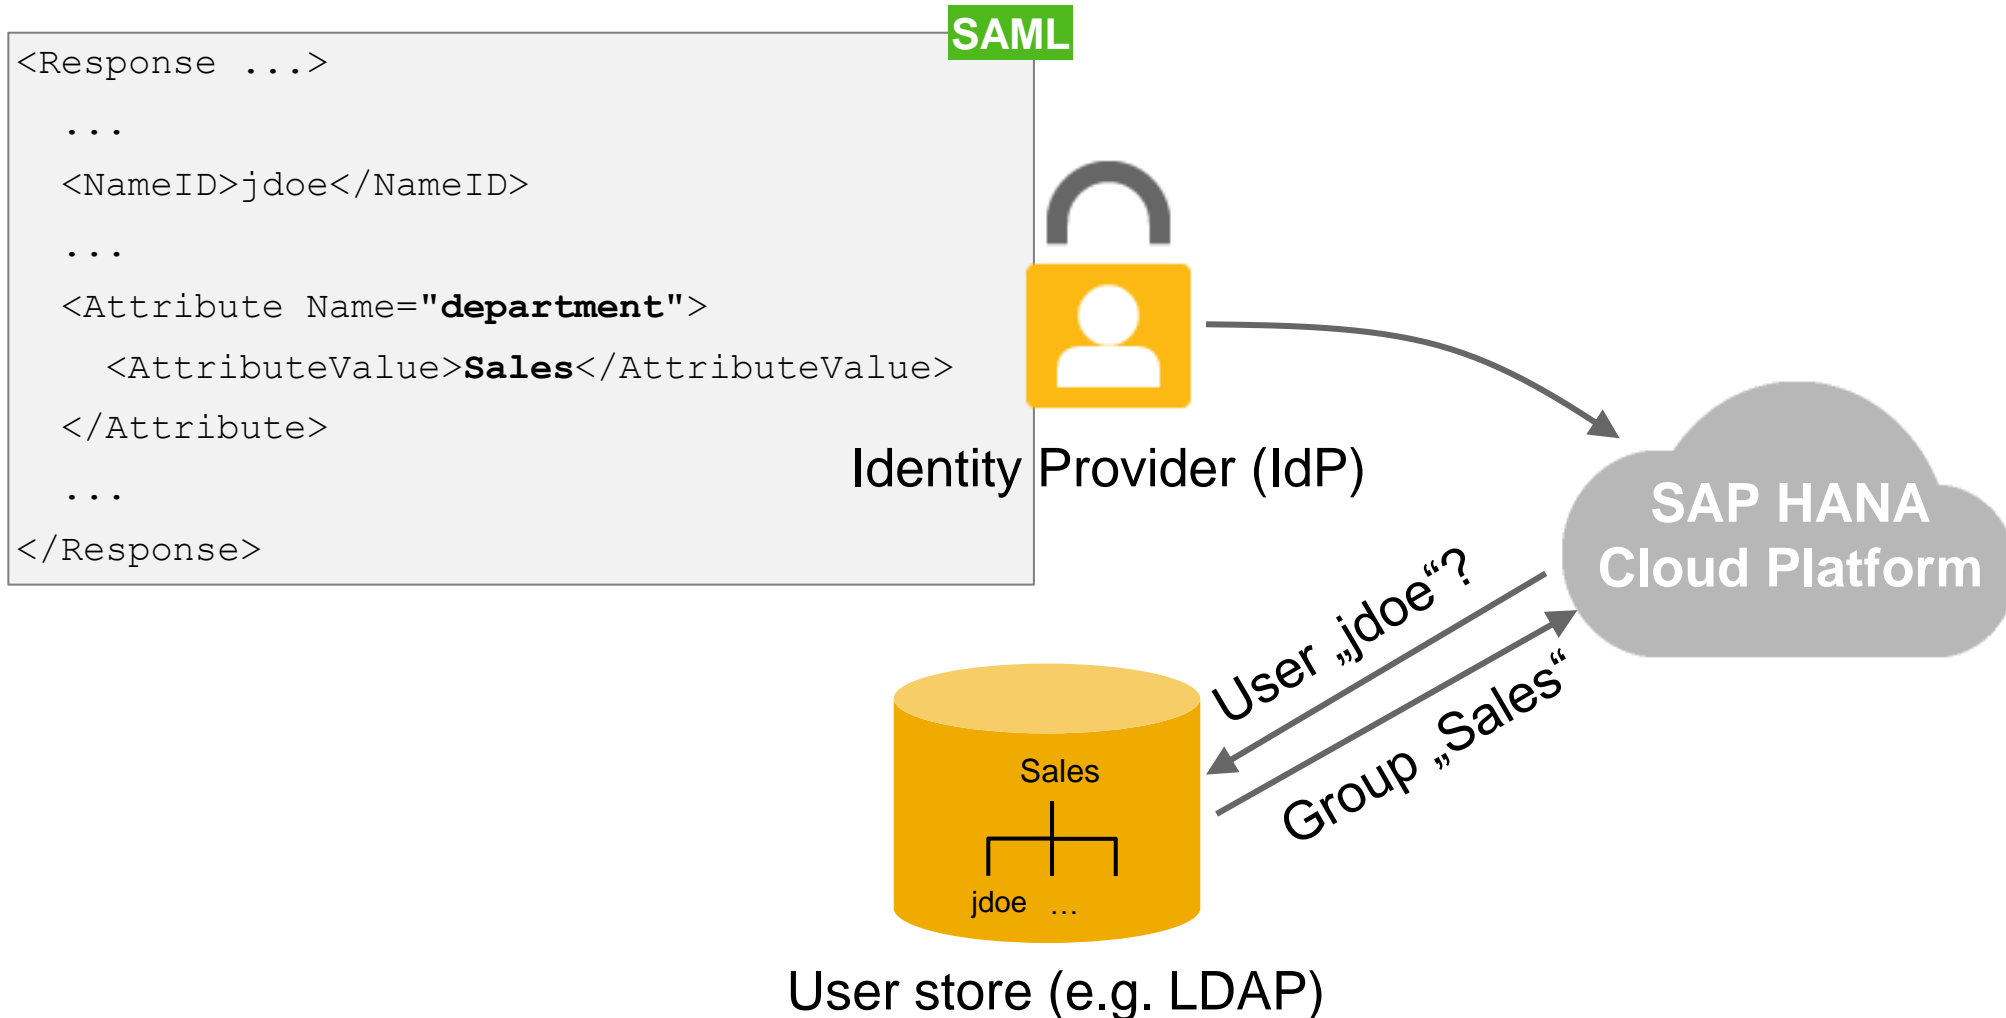 SAML
<Response ...>
...
<NameID>jdoe</NameID>
...
<Attribute Name="department">
<AttributeValue>Sales</AttributeValue>
</Attribute>
...
</Response>
Identity Provider (IdP)
SAP HANA
Cloud Platform
User „jdoe“?
Group „Sales“
Sales
jdoe ...
User store (e.g. LDAP)